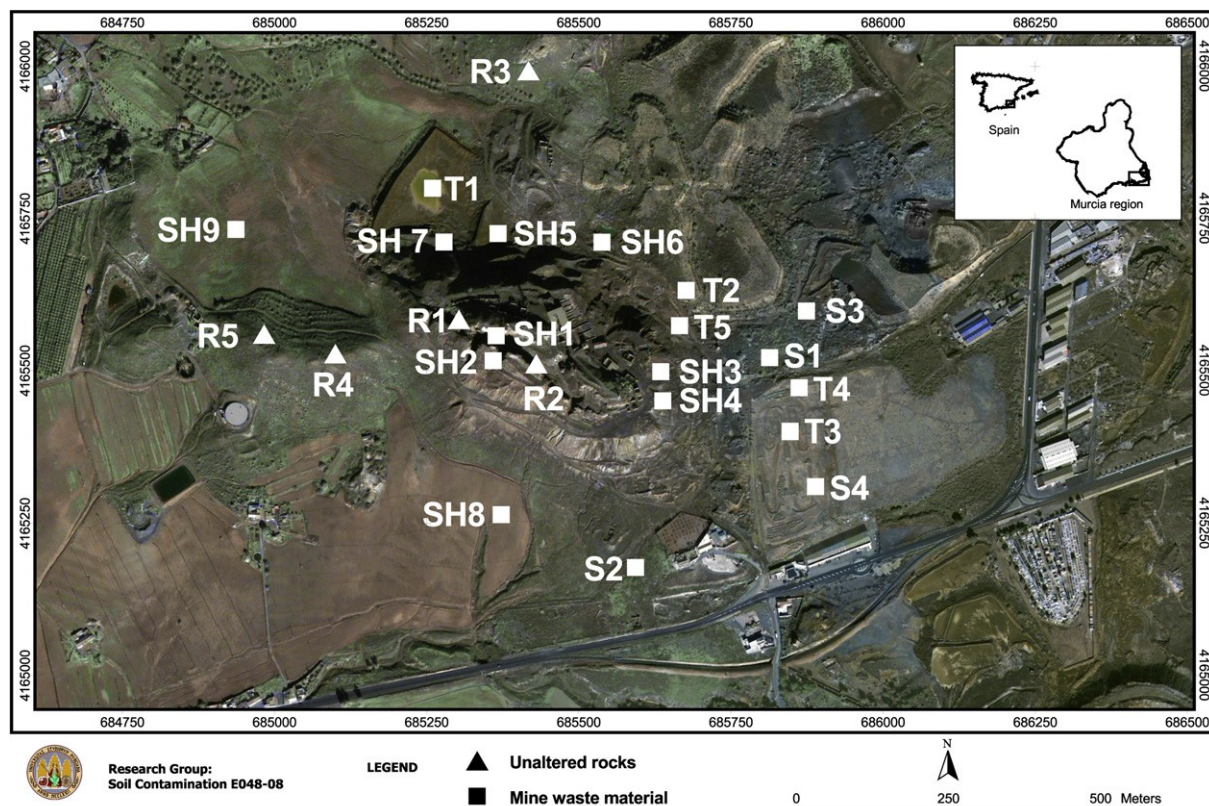 684750 685000 685250 685500 685750 686000 686250 686500
4166000 4166000
R3
Spain
Murcia region
T1
4165750 4165750
SH9 SH 7 SH5 SH6
T2
S3
R1 SH1 T5
R5 SH2 S1
R4 R2 SH3 T4
4165500 4165500
SH4
T3
S4
SH8
4165250 4165250
S2
4165000 4165000
684750 685000 685250 685500 685750 686000 686250 686500
Research Group:
Soil Contamination E048-08
LEGEND
Unaltered rocks
Mine waste material
N
0 250 500 Meters